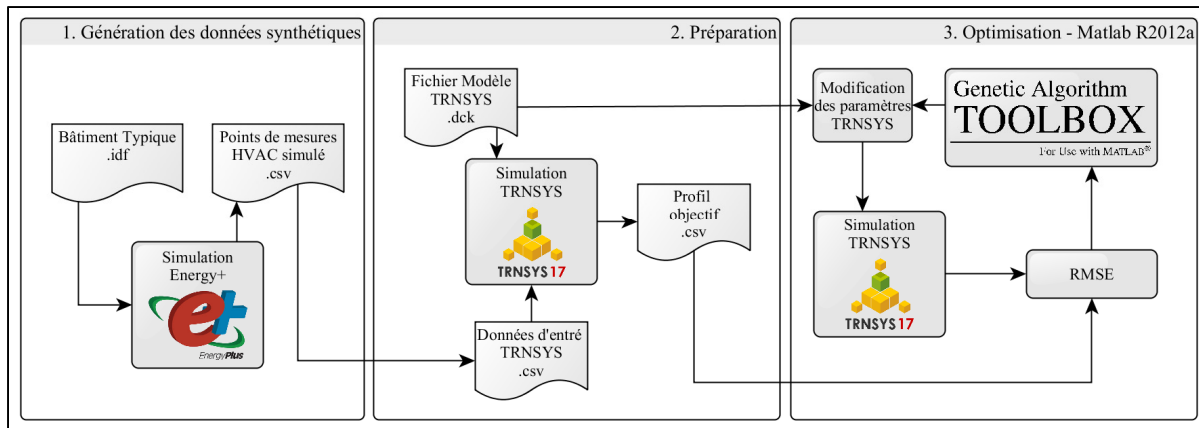 1. Génération des données synthétiques
Bâtiment Typique
.idf
Points de mesures
HVAC simulé
.csv
Simulation
Energy+
e+
EnergyPlus
2. Préparation
Fichier Modèle
TRNSYS
.dck
Simulation
TRNSYS
TRNSYS 17
Profil
objectif
.csv
Données d'entré
TRNSYS
.csv
3. Optimisation - Matlab R2012a
Modification
des paramètres
TRNSYS
Genetic Algorithm
TOOLBOX
For Use with MATLAB®
Simulation
TRNSYS
TRNSYS 17
RMSE